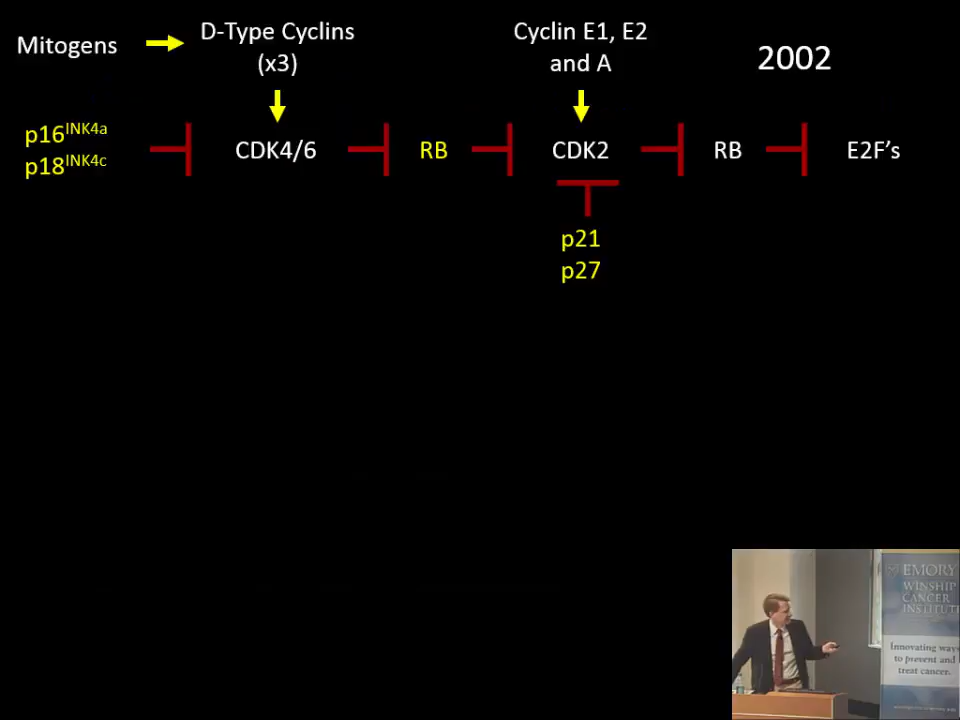 Mitogens
D-Type Cyclins
(x3)
Cyclin E1, E2
and A
2002
p16INK4a
p18INK4c
CDK4/6
RB
CDK2
RB
E2F's
p21
p27
EMORY
WINSHIP
CANCER
INSTITUTE
Innovating ways
to prevent and
treat cancer.